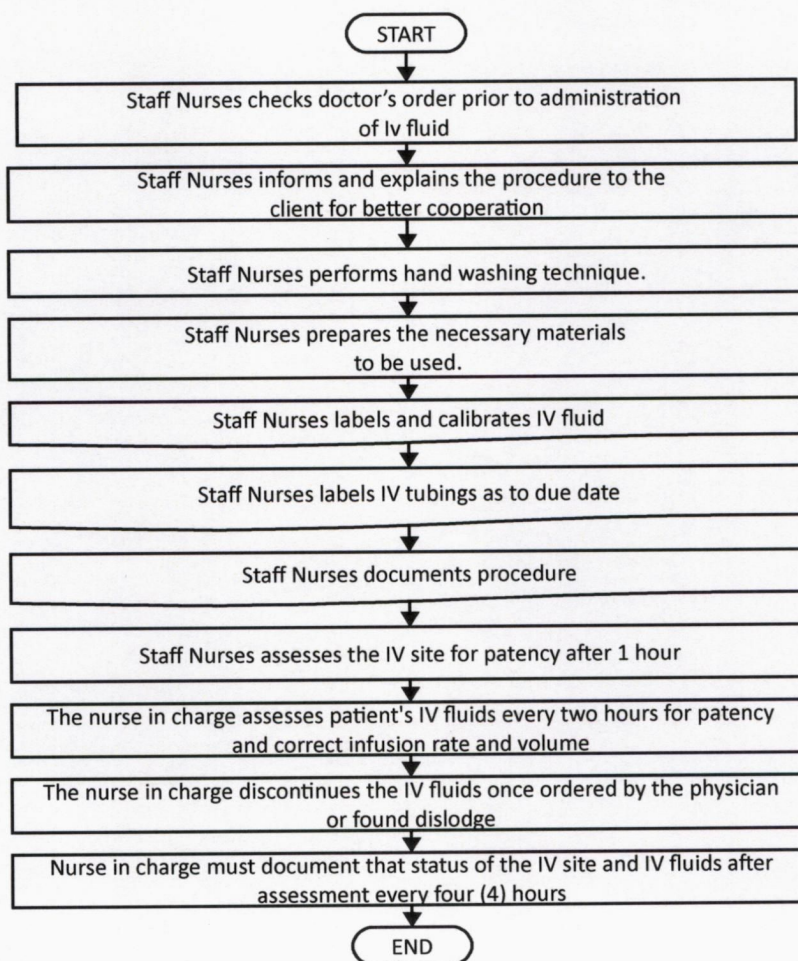 START
Staff Nurses checks doctor's order prior to administration
of Iv fluid
Staff Nurses informs and explains the procedure to the
client for better cooperation
Staff Nurses performs hand washing technique.
Staff Nurses prepares the necessary materials
to be used.
Staff Nurses labels and calibrates IV fluid
Staff Nurses labels IV tubings as to due date
Staff Nurses documents procedure
Staff Nurses assesses the IV site for patency after 1 hour
The nurse in charge assesses patient's IV fluids every two hours for patency
and correct infusion rate and volume
The nurse in charge discontinues the IV fluids once ordered by the physician
or found dislodge
Nurse in charge must document that status of the IV site and IV fluids after
assessment every four (4) hours
END